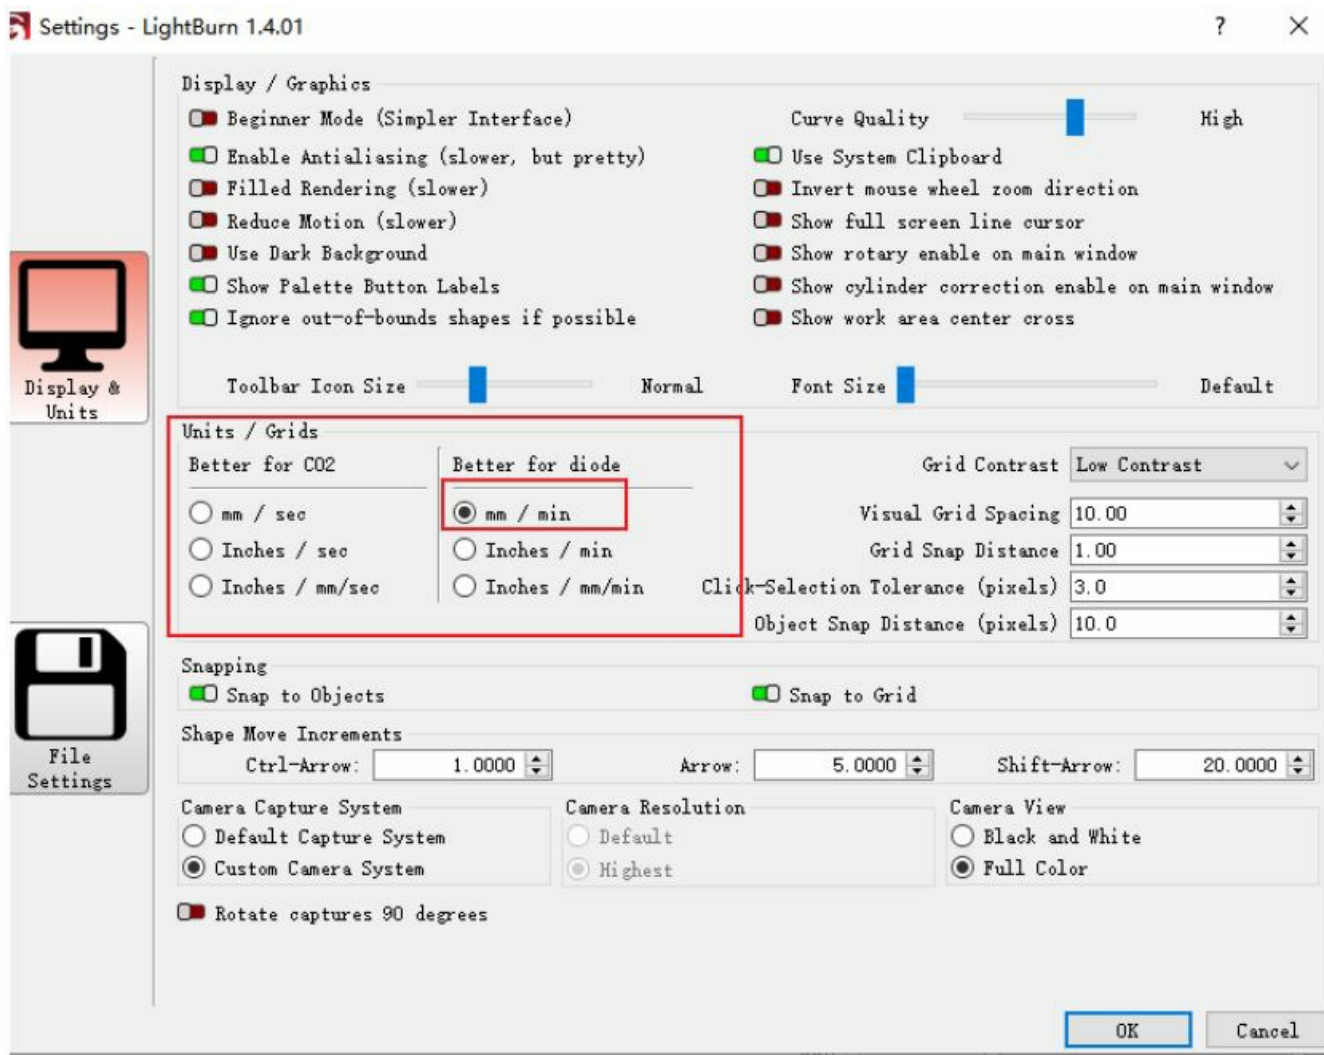 Settings - LightBurn 1.4.01
Display / Graphics
Beginner Mode (Simpler Interface)
Curve Quality High
Enable Antialiasing (slower, but pretty)
Use System Clipboard
Filled Rendering (slower)
Invert mouse wheel zoom direction
Reduce Motion (slower)
Show full screen line cursor
Use Dark Background
Show rotary enable on main window
Show Palette Button Labels
Show cylinder correction enable on main window
Ignore out-of-bounds shapes if possible
Show work area center cross
Toolbar Icon Size Normal
Font Size Default
Display &
Units
Units / Grids
Better for CO2
Better for diode
Grid Contrast Low Contrast
mm / sec
mm / min
Visual Grid Spacing 10.00
Inches / sec
Inches / min
Grid Snap Distance 1.00
Inches / mm/sec
Inches / mm/min
Click-Selection Tolerance (pixels) 3.0
Object Snap Distance (pixels) 10.0
Snapping
Snap to Objects
Snap to Grid
File
Settings
Shape Move Increments
Ctrl-Arrow: 1.0000
Arrow: 5.0000
Shift-Arrow: 20.0000
Camera Capture System
Camera Resolution
Camera View
Default Capture System
Default
Black and White
Custom Camera System
Highest
Full Color
Rotate captures 90 degrees
OK
Cancel